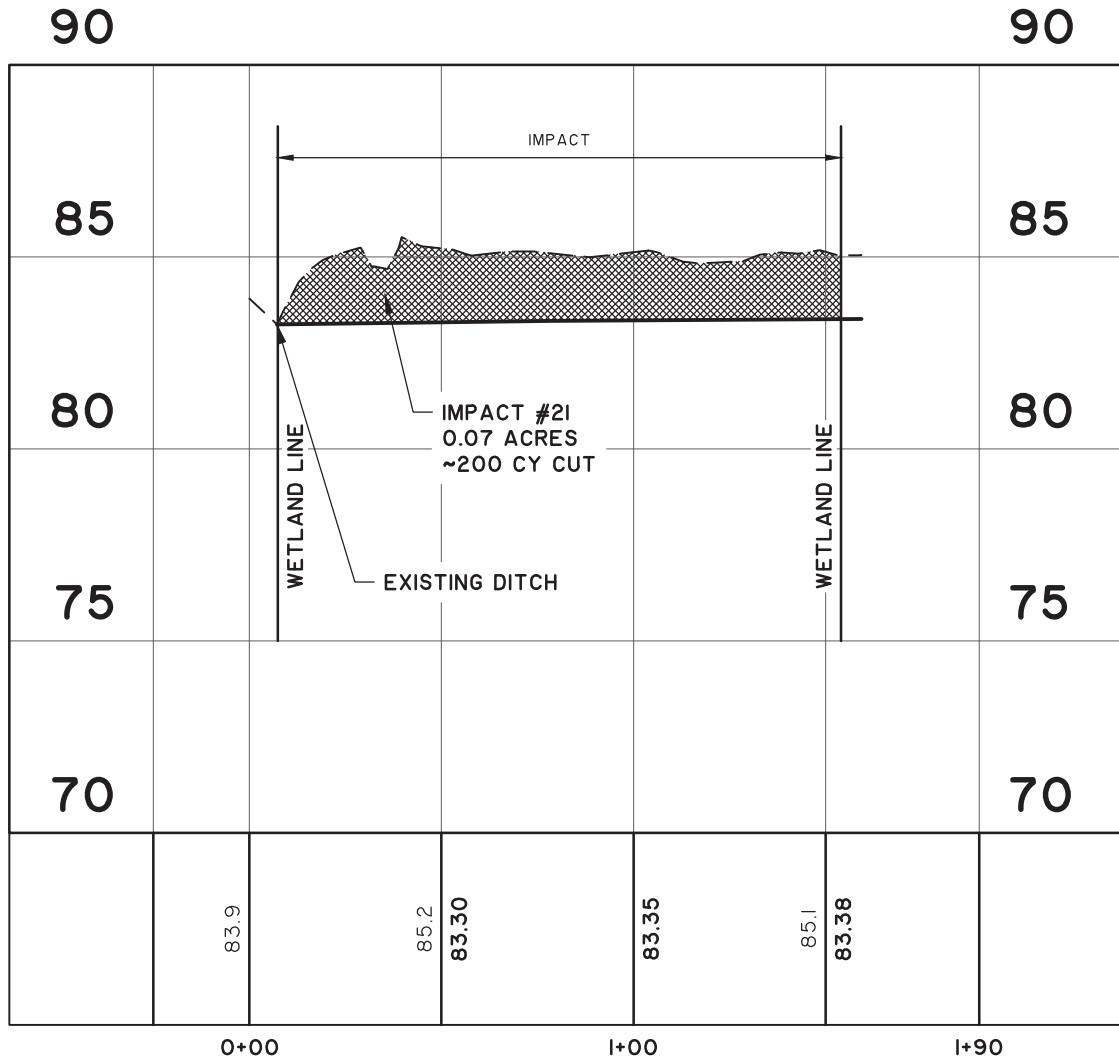 90 90
IMPACT
85 85
80 80
IMPACT #21
0.07 ACRES
~200 CY CUT
WETLAND LINE
WETLAND LINE
EXISTING DITCH
75 75
70 70
83.9
85.2
83.30
83.35
85.1
83.38
0+00 1+00 1+90